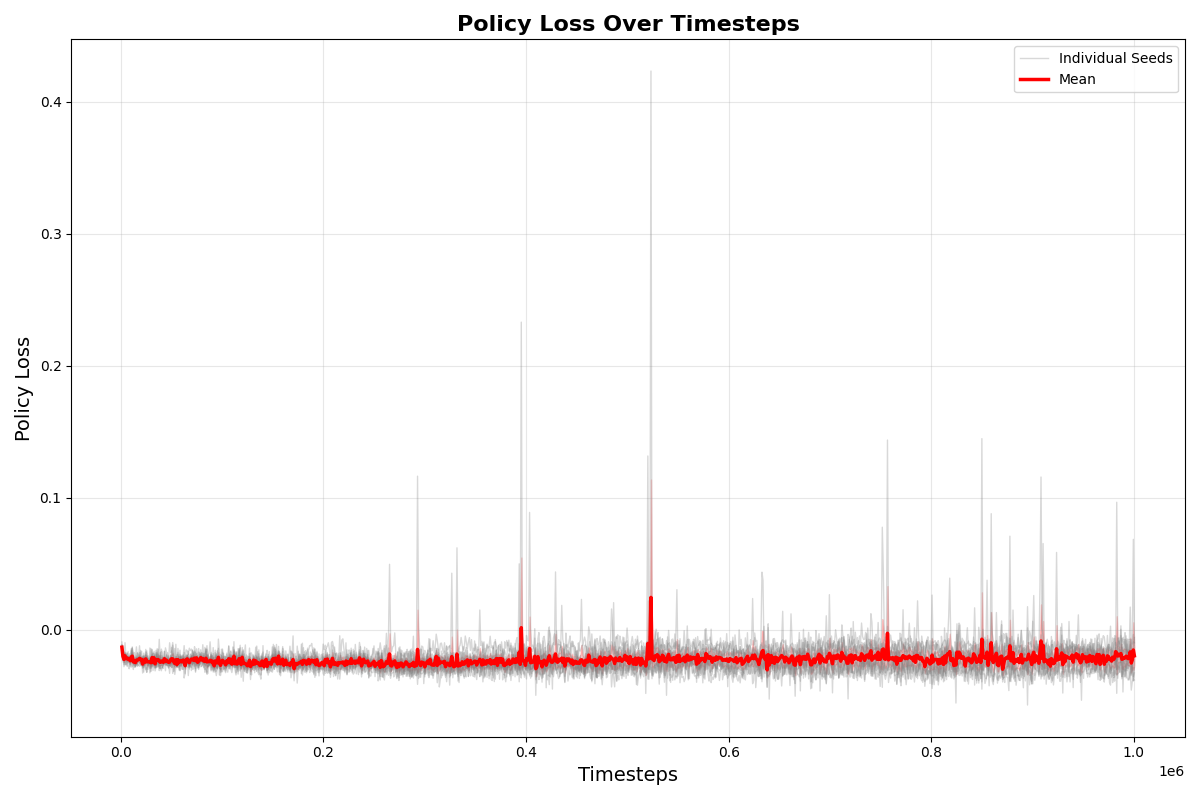 Policy Loss Over Timesteps
Individual Seeds
Mean
Policy Loss
0.4
0.3
0.2
0.1
0.0
0.0 0.2 0.4 0.6 0.8 1.0
1e6
Timesteps